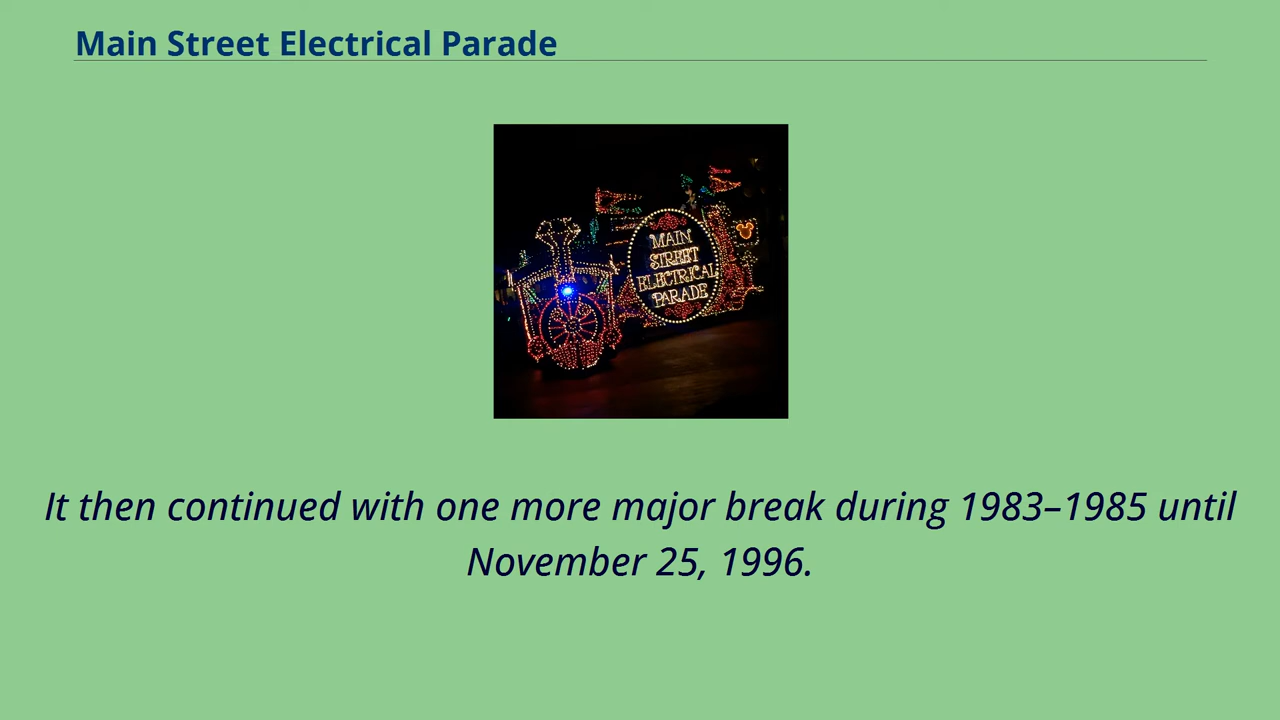 Main Street Electrical Parade
MAIN
STREET
ELECTRICAL
PARADE
It then continued with one more major break during 1983–1985 until
November 25, 1996.